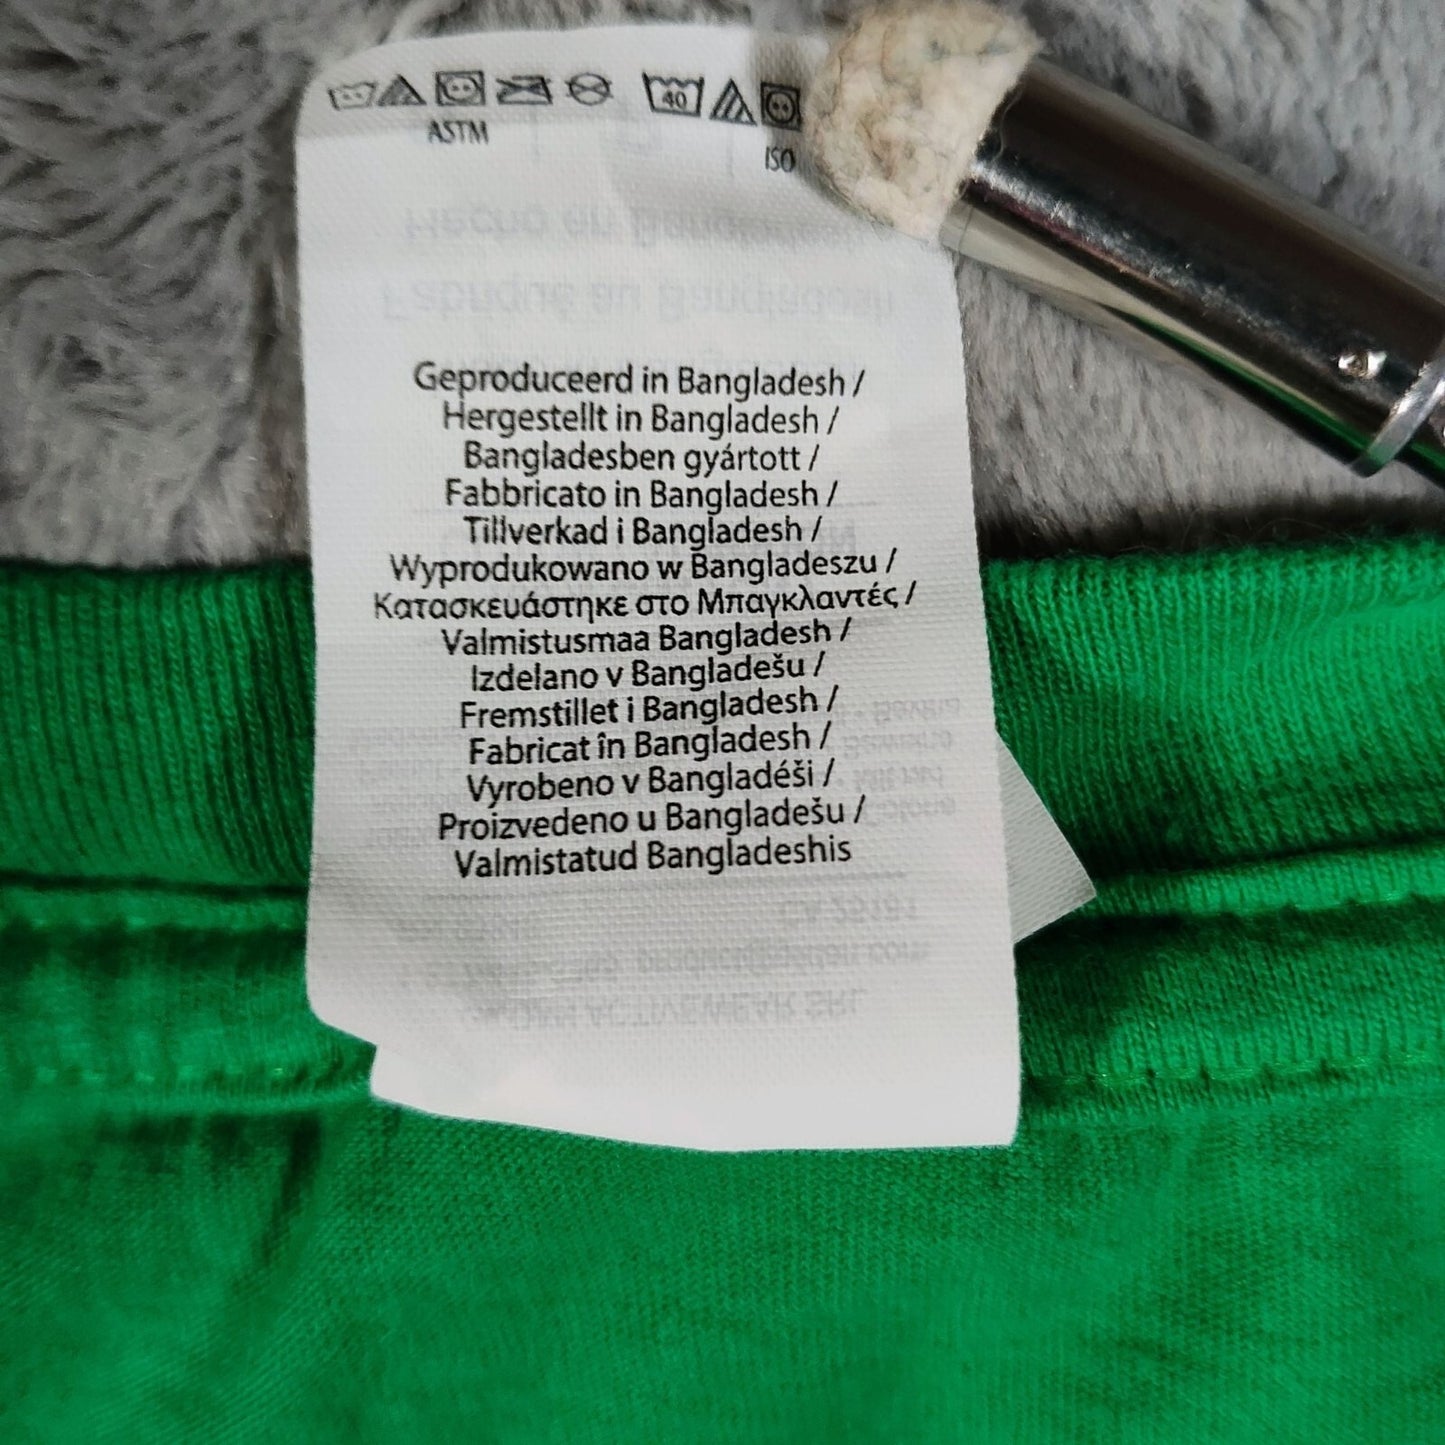 40
ASTM
ISO
Geproduceerd in Bangladesh /
Hergestellt in Bangladesh /
Bangladesben gyártott /
Fabbricato in Bangladesh /
Tillverkad i Bangladesh /
Wyprodukowano w Bangladeszu /
Κατασκευάστηκε στο Μπαγκλαντές /
Valmistusmaa Bangladesh /
Izdelano v Bangladešu /
Fremstillet i Bangladesh /
Fabricat în Bangladesh /
Vyrobeno v Bangladéši /
Proizvedeno u Bangladešu /
Valmistatud Bangladeshis